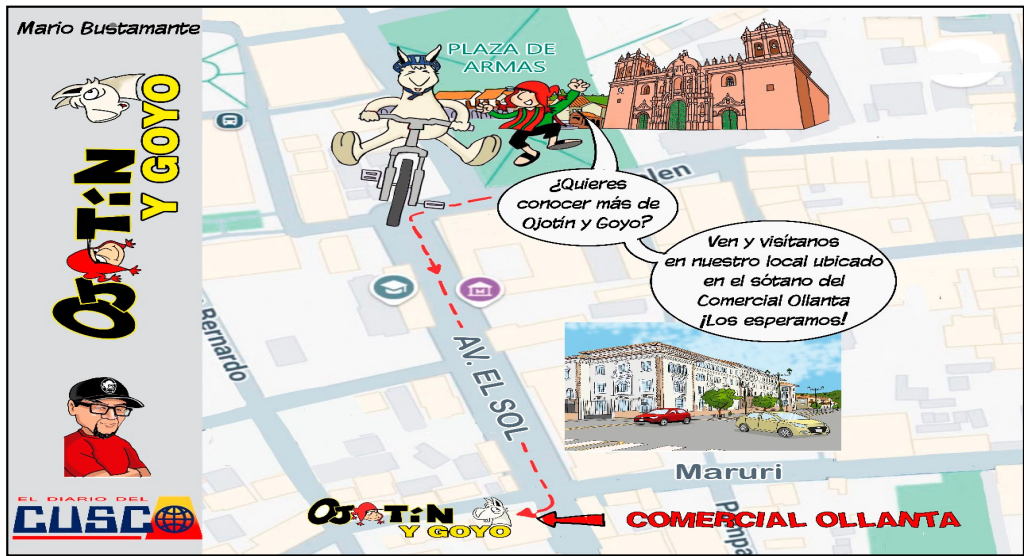 Mario Bustamante
OJOTÍN
Y GOYO
EL DIARIO DEL
CUSCO
PLAZA DE
ARMAS
¿Quieres
conocer más de
Ojotín y Goyo?
Ven y visítanos
en nuestro local ubicado
en el sótano del
Comercial Ollanta
¡Los esperamos!
Bernardo
AV. EL SOL
Maruri
OJOTÍN
Y GOYO
COMERCIAL OLLANTA